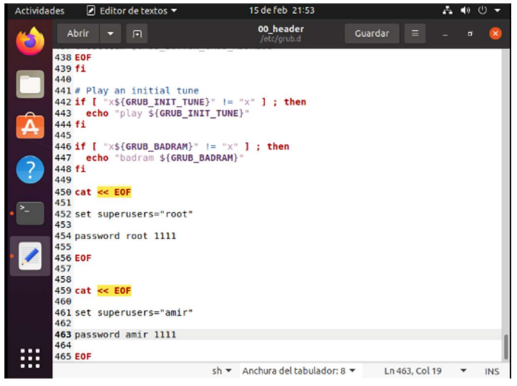 Actividades Editor de textos 15 de feb 21:53
Abrir 00_header Guardar
/etc/grub.d
438 EOF
439 fi
440
441 # Play an initial tune
442 if [ "x${GRUB_INIT_TUNE}" != "x" ] ; then
443   echo "play ${GRUB_INIT_TUNE}"
444 fi
445
446 if [ "x${GRUB_BADRAM}" != "x" ] ; then
447   echo "badram ${GRUB_BADRAM}"
448 fi
449
450 cat << EOF
451
452 set superusers="root"
453
454 password root 1111
455
456 EOF
457
458
459 cat << EOF
460
461 set superusers="amir"
462
463 password amir 1111
464
465 EOF
sh Anchura del tabulador: 8 Ln 463, Col 19 INS